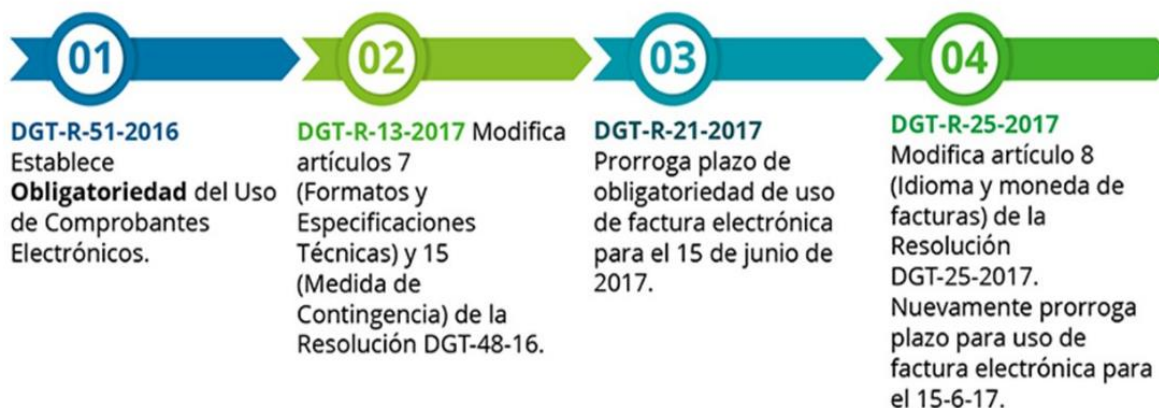 01
DGT-R-51-2016
Establece
Obligatoriedad del Uso
de Comprobantes
Electrónicos.
02
DGT-R-13-2017 Modifica
artículos 7
(Formatos y
Especificaciones
Técnicas) y 15
(Medida de
Contingencia) de la
Resolución DGT-48-16.
03
DGT-R-21-2017
Prorroga plazo de
obligatoriedad de uso
de factura electrónica
para el 15 de junio de
2017.
04
DGT-R-25-2017
Modifica artículo 8
(Idioma y moneda de
facturas) de la
Resolución
DGT-25-2017.
Nuevamente prorroga
plazo para uso de
factura electrónica para
el 15-6-17.